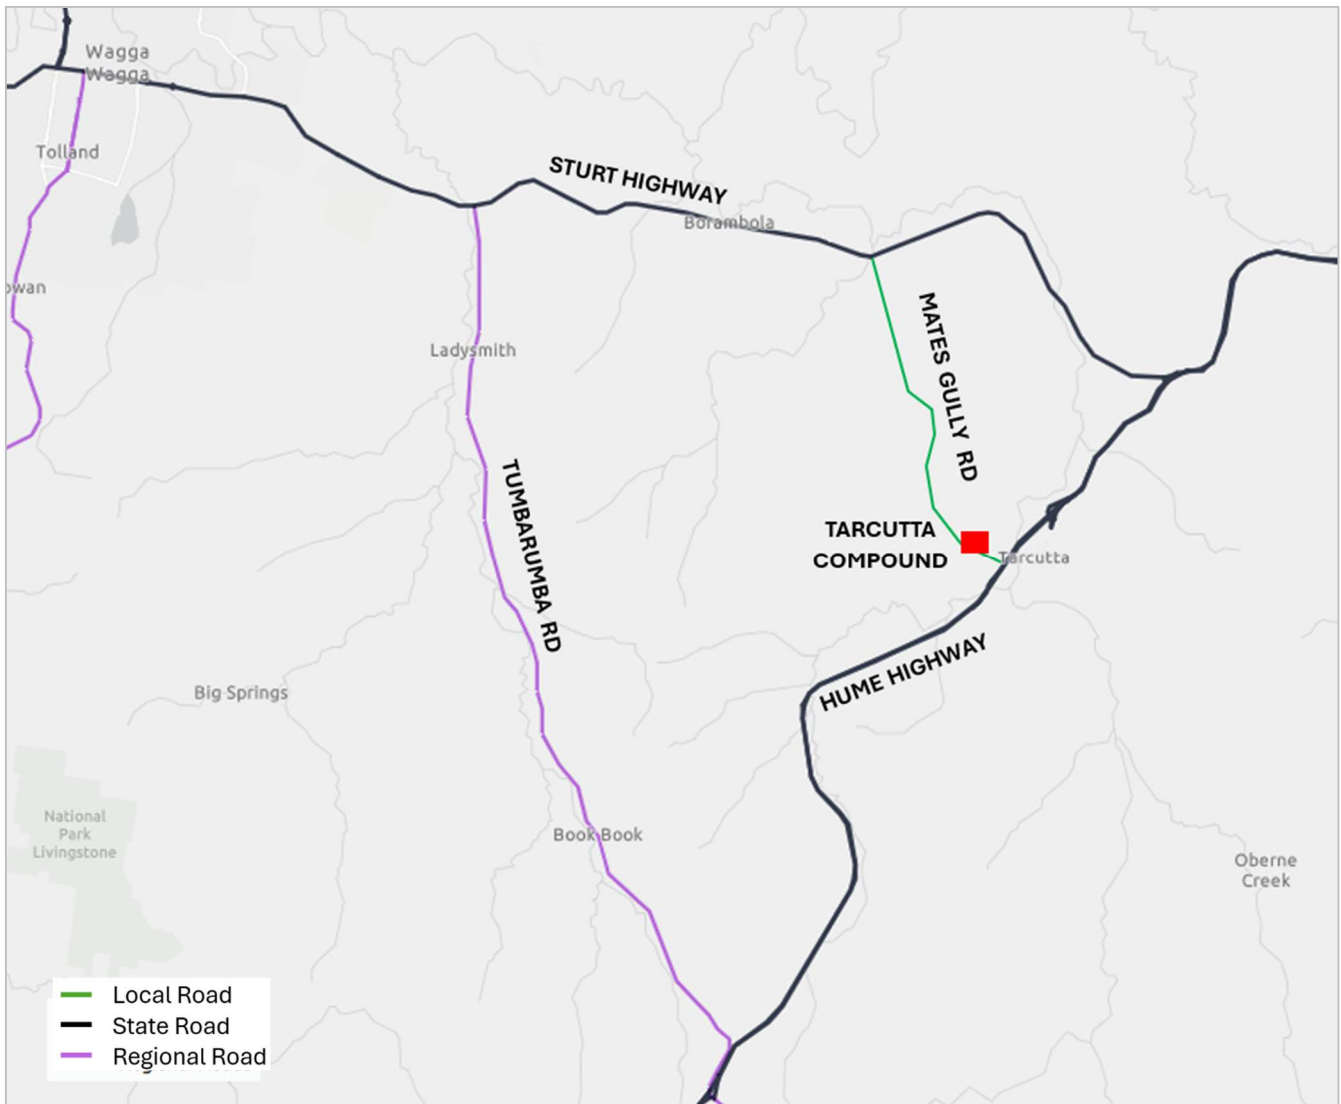 Wagga
Wagga
Tolland
owan
STURT HIGHWAY
Borambola
MATES GULLY RD
Ladysmith
TUMBARUMBA RD
TARCUTTA
COMPOUND
Tarcutta
HUME HIGHWAY
Big Springs
National
Park
Livingstone
Book Book
Oberne
Creek
Local Road
State Road
Regional Road